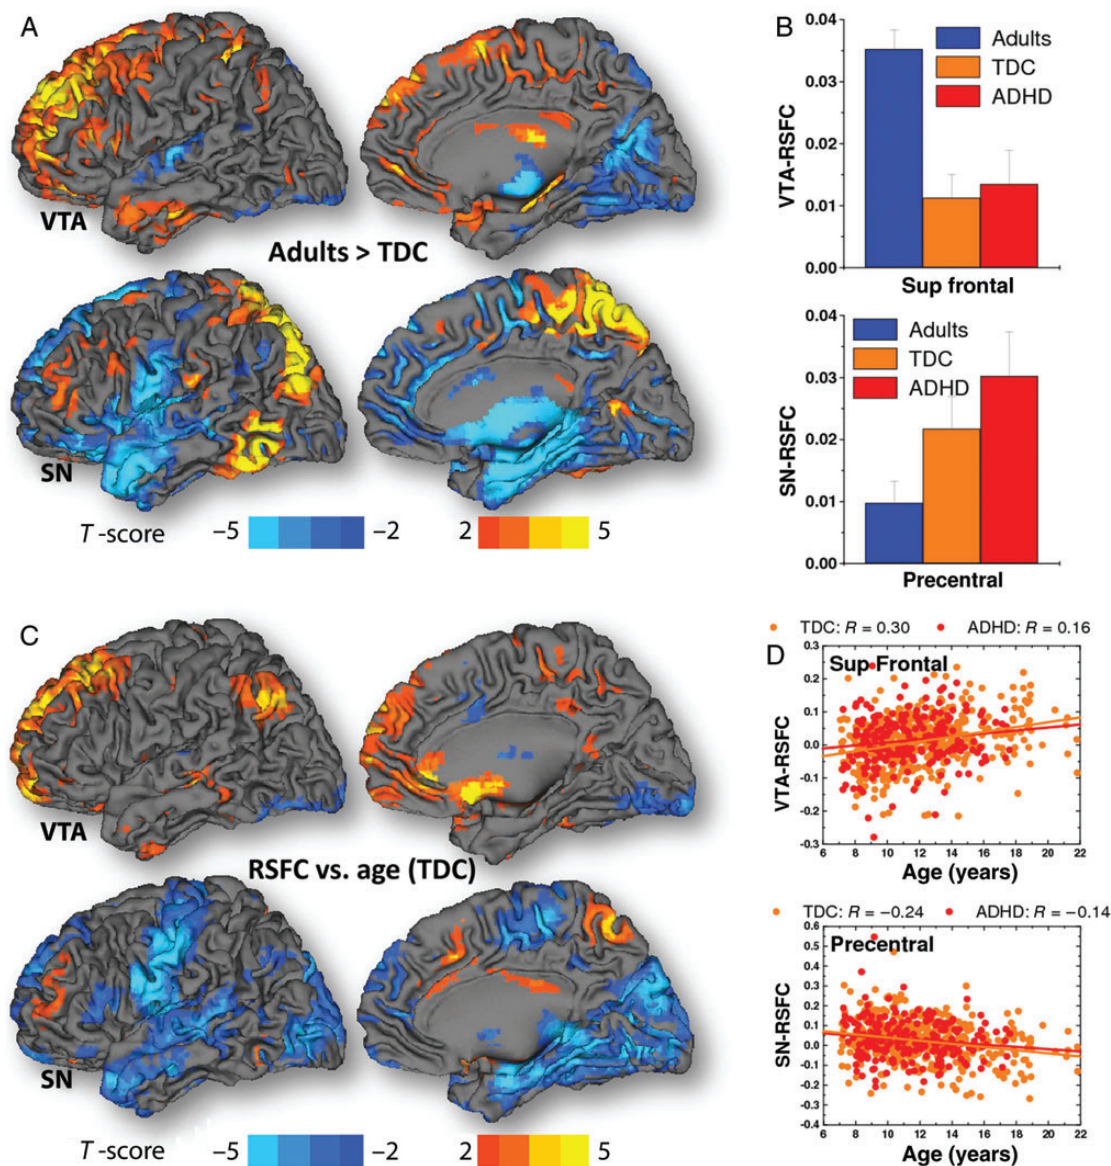 A
VTA
Adults > TDC
SN
T-score −5 −2 2 5
B
Adults
TDC
ADHD
0.04
0.03
0.02
0.01
0.00
VTA-RSFC
Sup frontal
Adults
TDC
ADHD
0.04
0.03
0.02
0.01
0.00
SN-RSFC
Precentral
C
VTA
RSFC vs. age (TDC)
SN
T-score −5 −2 2 5
D
TDC: R = 0.30 ADHD: R = 0.16
Sup Frontal
0.3
0.2
0.1
0.0
-0.1
-0.2
-0.3
VTA-RSFC
6 8 10 12 14 16 18 20 22
Age (years)
TDC: R = −0.24 ADHD: R = −0.14
Precentral
0.6
0.5
0.4
0.3
0.2
0.1
0.0
-0.1
-0.2
-0.3
-0.4
SN-RSFC
6 8 10 12 14 16 18 20 22
Age (years)